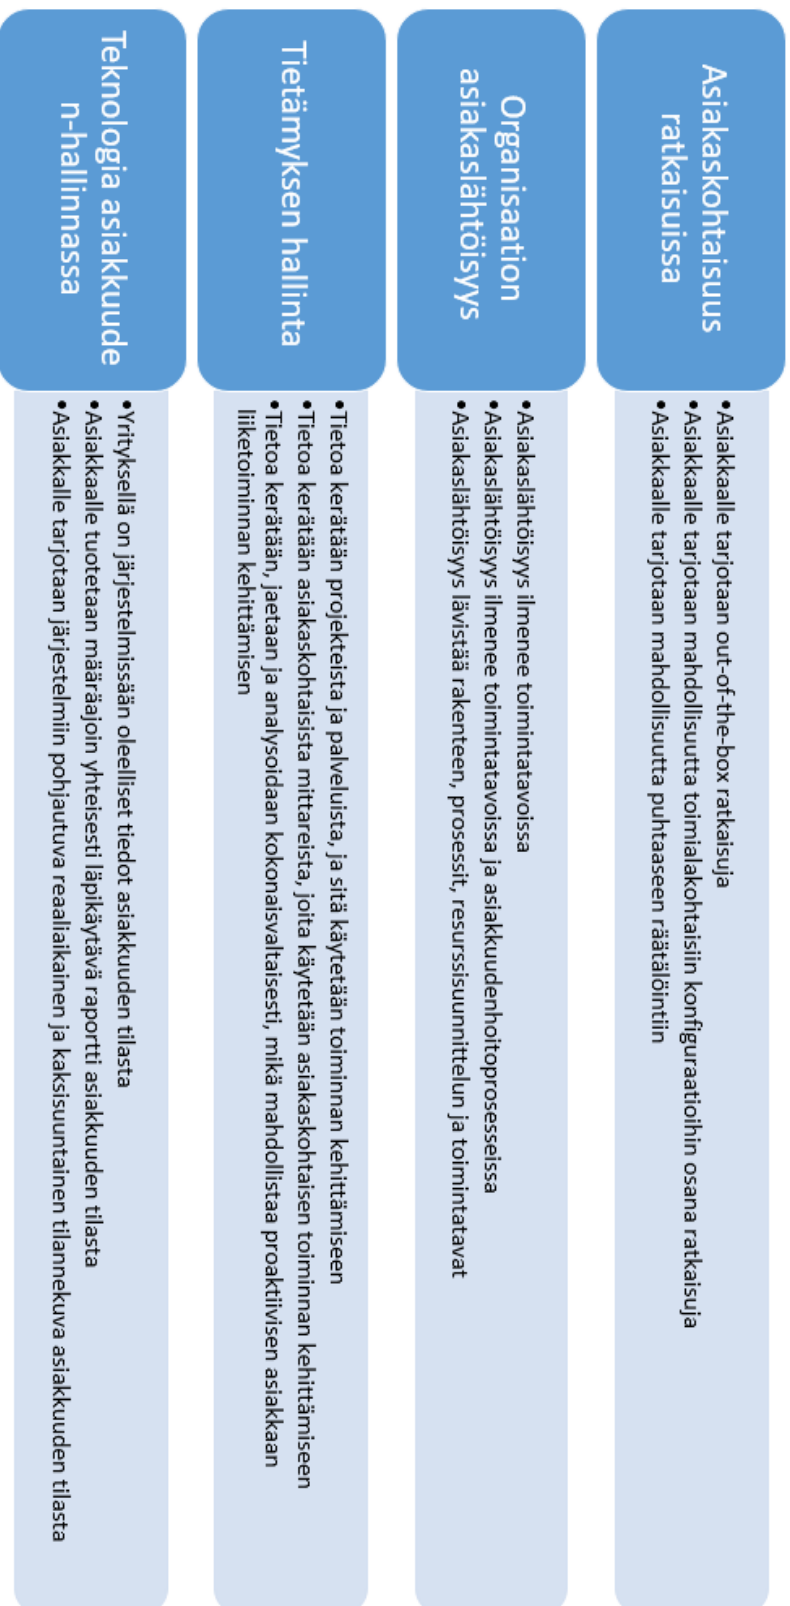 Asiakaskohtaisuus
ratkaisuissa
•Asiakkaalle tarjotaan out-of-the-box ratkaisuja
•Asiakkaalle tarjotaan mahdollisuutta toimialakohtaisiin konfiguraatioihin osana ratkaisuja
•Asiakkaalle tarjotaan mahdollisuutta puhtaaseen räätälöintiin
Organisaation
asiakaslähtöisyys
•Asiakaslähtöisyys ilmenee toimintatavoissa
•Asiakaslähtöisyys ilmenee toimintatavoissa ja asiakkuudenhoitoprosesseissa
•Asiakaslähtöisyys lävistää rakenteen, prosessit, resurssisuunnittelun ja toimintatavat
Tietämyksen hallinta
•Tietoa kerätään projekteista ja palveluista, ja sitä käytetään toiminnan kehittämiseen
•Tietoa kerätään asiakaskohtaisista mittareista, joita käytetään asiakaskohtaisen toiminnan kehittämiseen
•Tietoa kerätään, jaetaan ja analysoidaan kokonaisvaltaisesti, mikä mahdollistaa proaktiivisen asiakkaan
liiketoiminnan kehittämisen
Teknologia asiakkuude
n-hallinnassa
•Yrityksellä on järjestelmissään oleelliset tiedot asiakkuuden tilasta
•Asiakkaalle tuotetaan määräajoin yhteisesti läpikäytävä raportti asiakkuuden tilasta
•Asiakkalle tarjotaan järjestelmiin pohjautuva reaaliaikainen ja kaksisuuntainen tilannekuva asiakkuuden tilasta